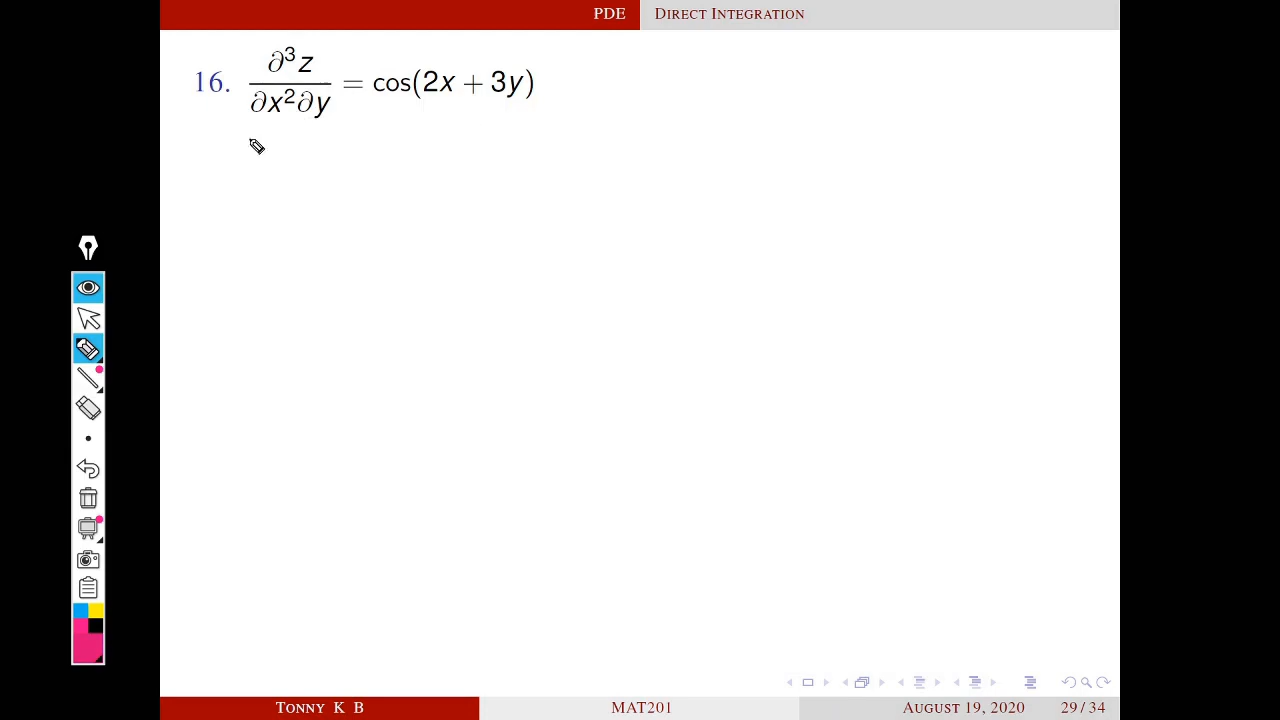 PDE DIRECT INTEGRATION
16. ∂³z / ∂x²∂y = cos(2x + 3y)
TONNY K B MAT201 AUGUST 19, 2020 29 / 34